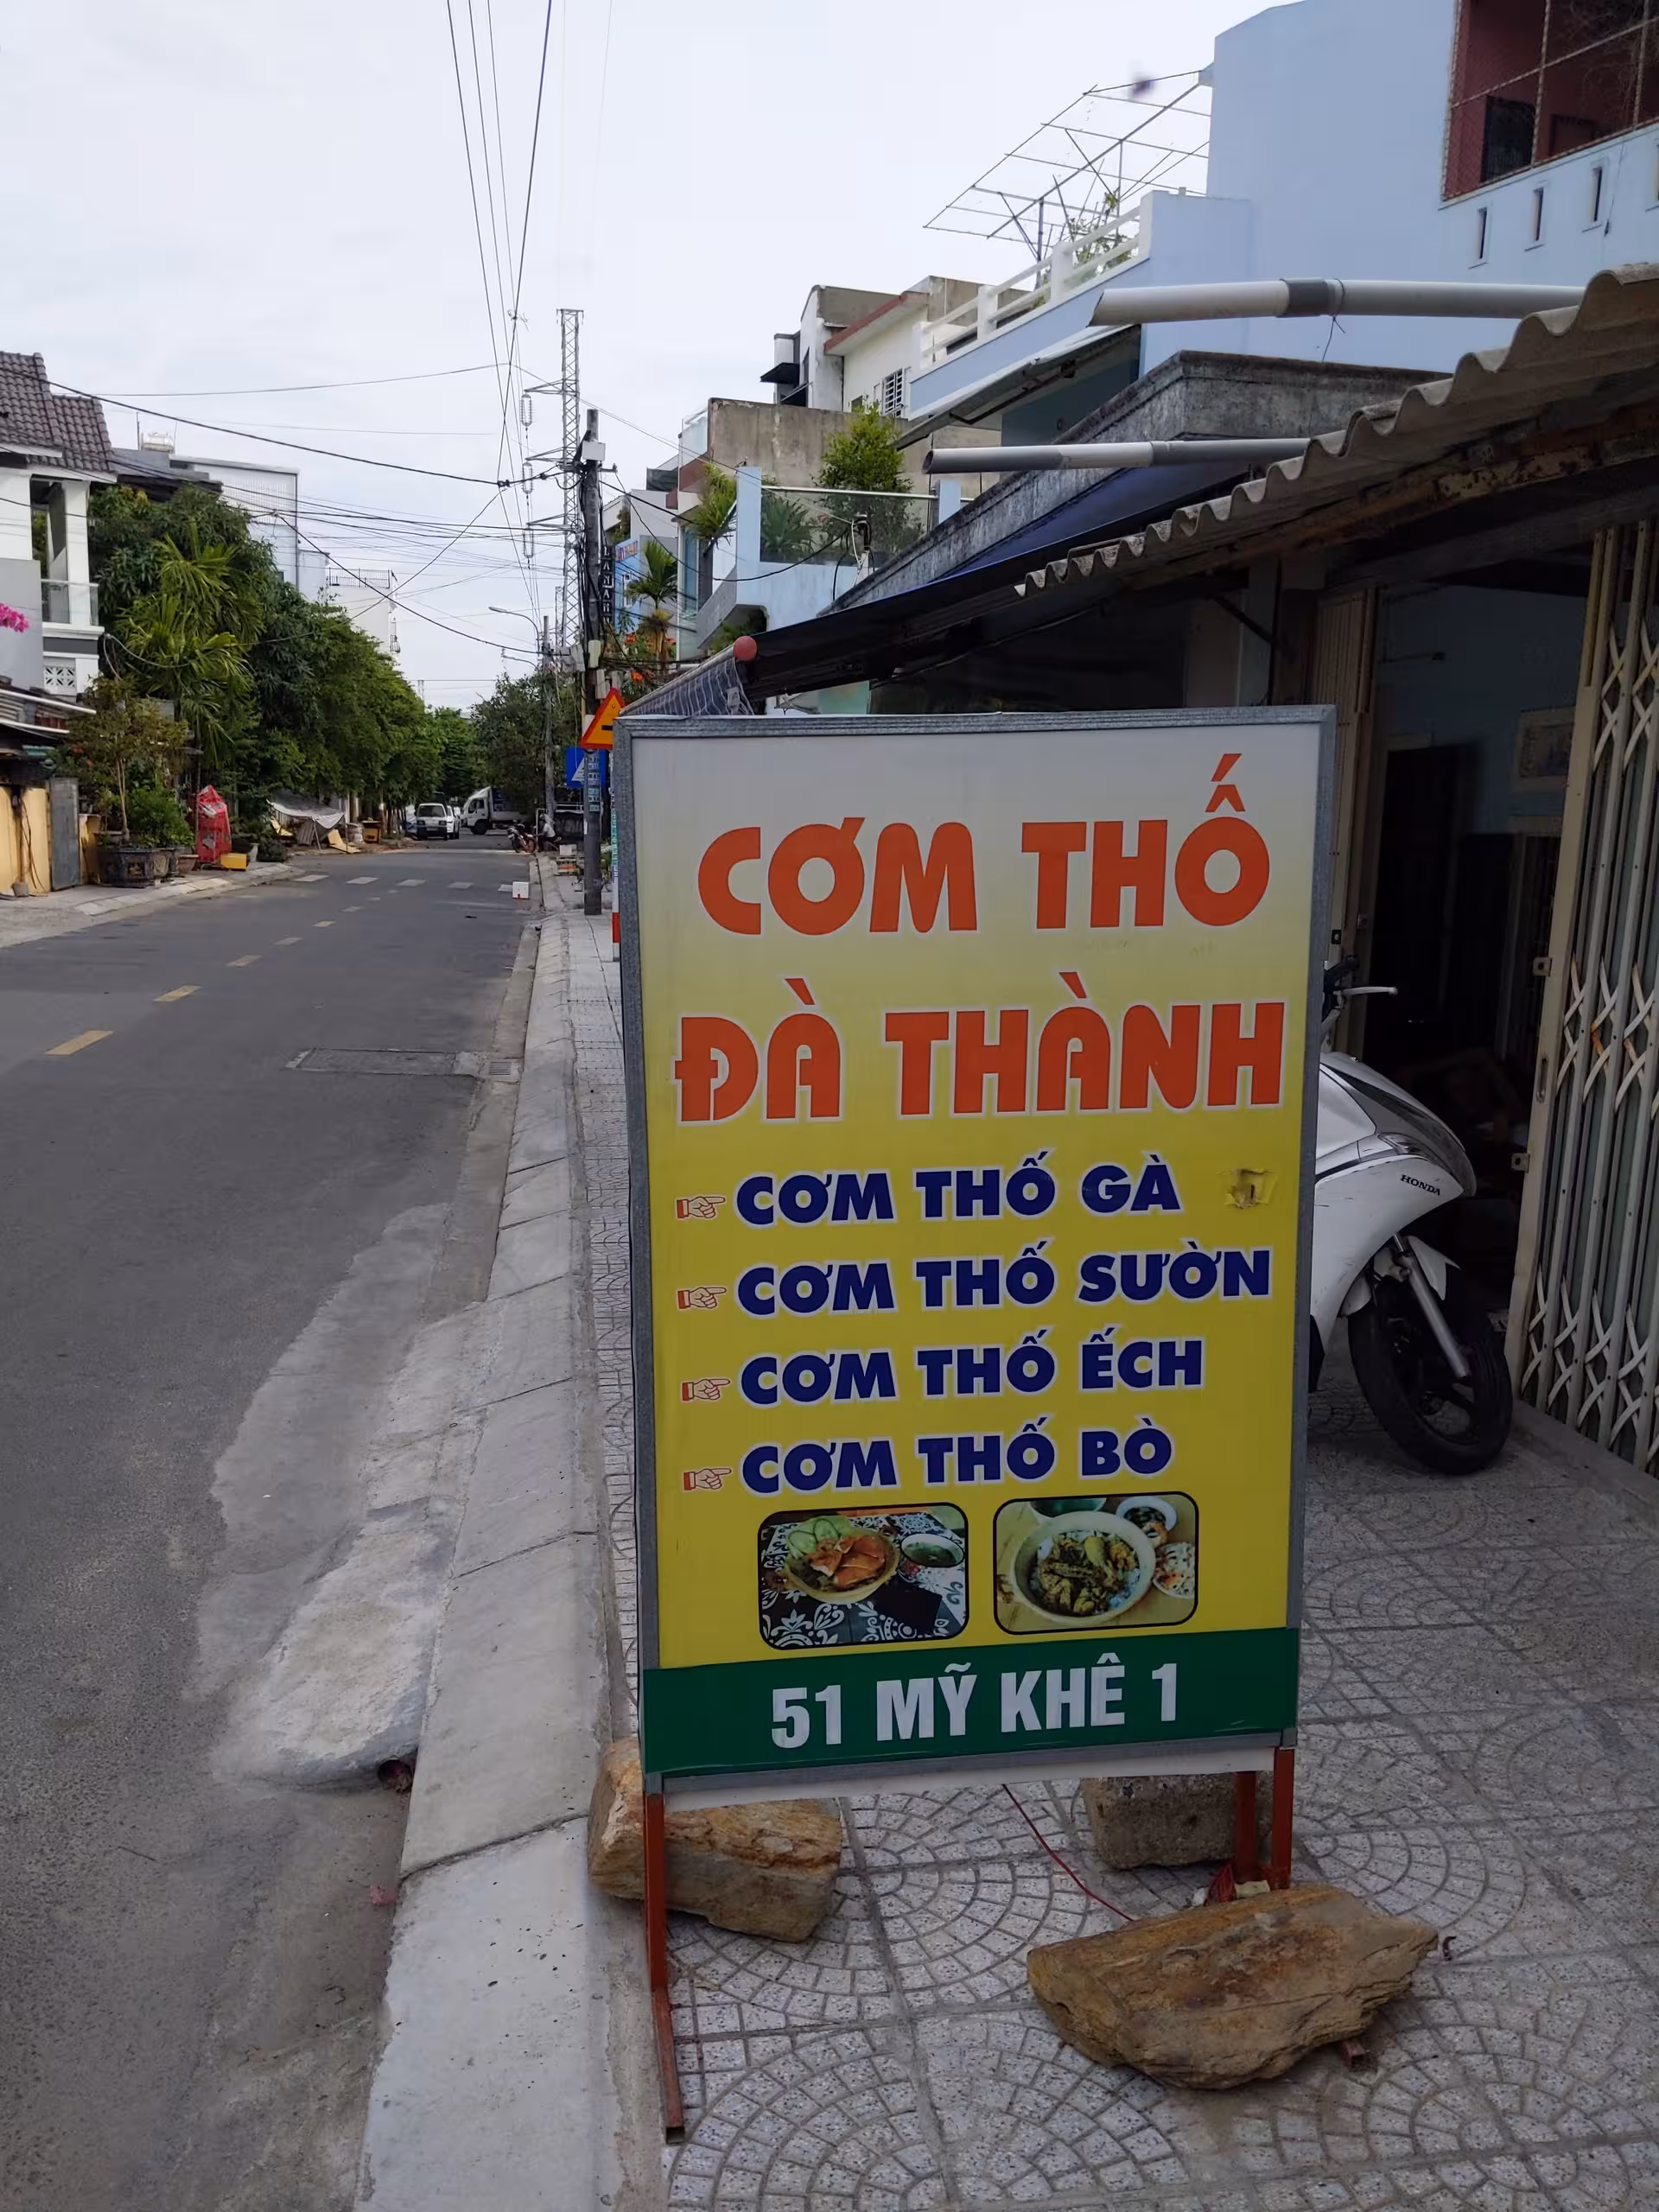 CƠM THỐ
ĐÀ THÀNH
CƠM THỐ GÀ
CƠM THỐ SƯỜN
CƠM THỐ ẾCH
CƠM THỐ BÒ
51 MỸ KHÊ 1
HONDA